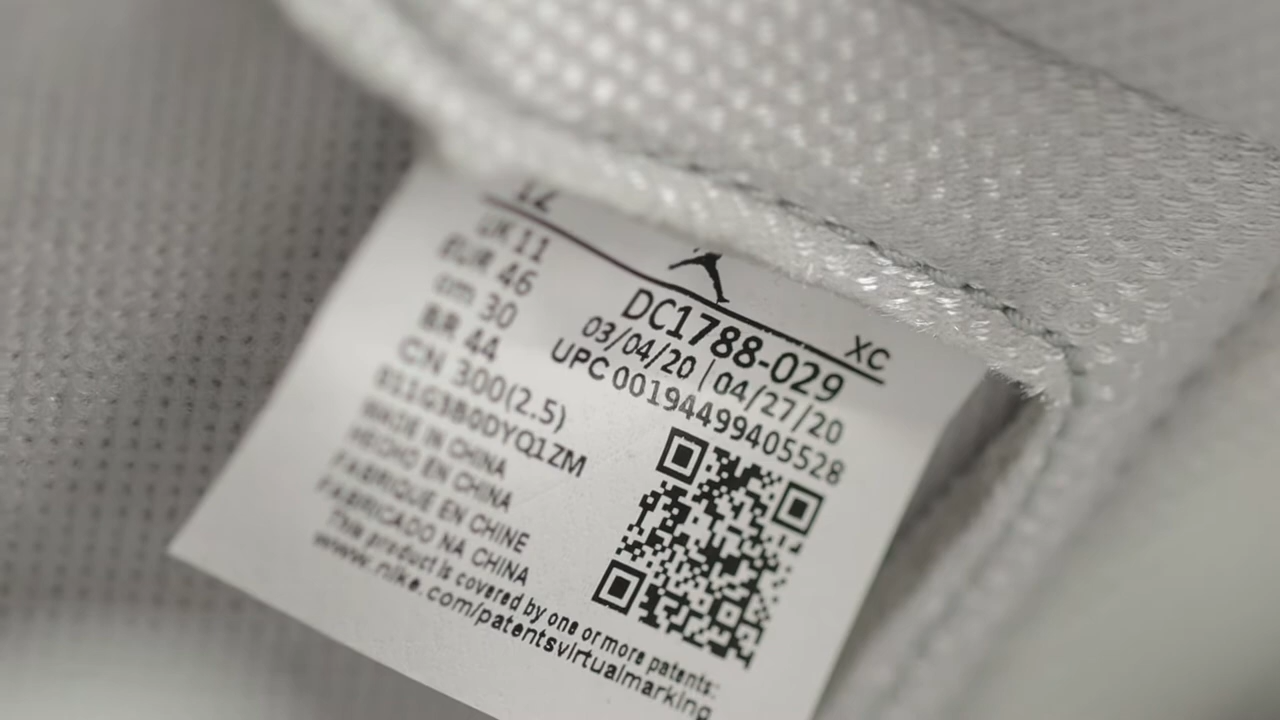 12
UK 11
EUR 46
cm 30
BR 44
CN 300(2.5)
XC
DC1788-029
03/04/20 | 04/27/20
UPC 00194499405528
MADE IN CHINA
HECHO EN CHINA
FABRIQUE EN CHINE
FABRICADO NA CHINA
This product is covered by one or more patents:
www.nike.com/patentsvirtualmarking